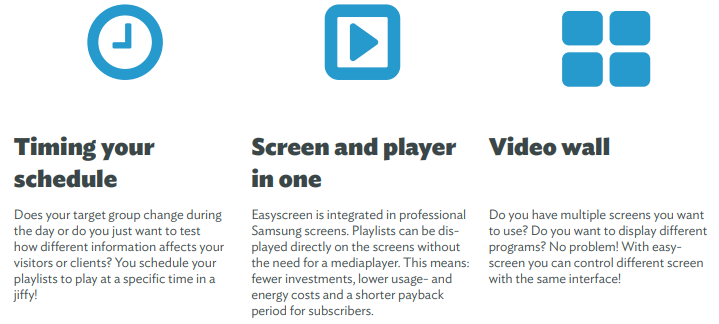 Timing your
schedule
Does your target group change during
the day or do you just want to test
how different information affects your
visitors or clients? You schedule your
playlists to play at a specific time in a
jiffy!
Screen and player
in one
Easyscreen is integrated in professional
Samsung screens. Playlists can be dis-
played directly on the screens without
the need for a mediaplayer. This means:
fewer investments, lower usage- and
energy costs and a shorter payback
period for subscribers.
Video wall
Do you have multiple screens you want
to use? Do you want to display different
programs? No problem! With easy-
screen you can control different screen
with the same interface!